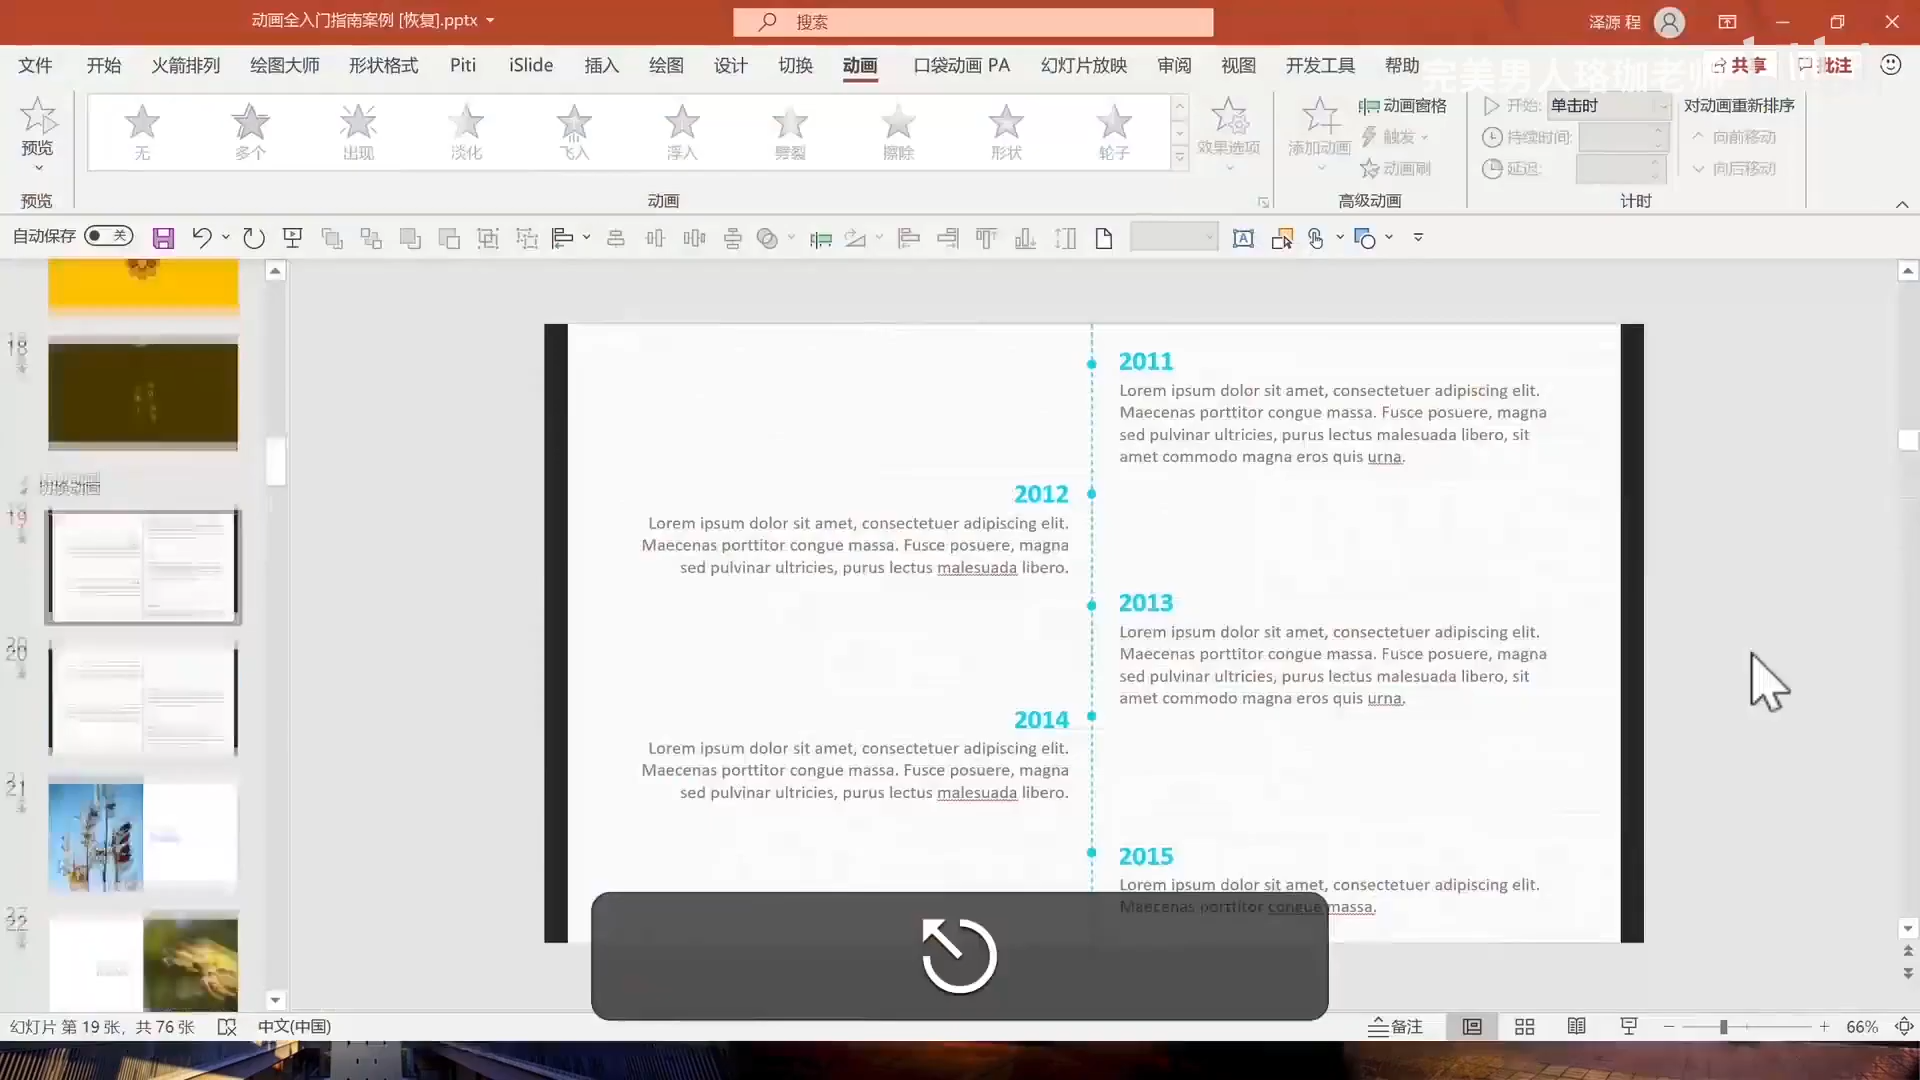 动画全入门指南案例 [恢复].pptx
搜索
泽源 程
文件 开始 火箭排列 绘图大师 形状格式 Piti iSlide 插入 绘图 设计 切换 动画 口袋动画 PA 幻灯片放映 审阅 视图 开发工具 帮助
共享 批注
完美男人珞珈老师
预览
无 多个 出现 淡化 飞入 浮入 劈裂 擦除 形状 轮子
效果选项
添加动画
动画窗格
触发
动画刷
开始: 单击时
持续时间:
延迟:
对动画重新排序
向前移动
向后移动
预览 动画 高级动画 计时
自动保存 关
18
切换动画
19
20
21
22
2011
Lorem ipsum dolor sit amet, consectetuer adipiscing elit.
Maecenas porttitor congue massa. Fusce posuere, magna
sed pulvinar ultricies, purus lectus malesuada libero, sit
amet commodo magna eros quis urna.
2012
Lorem ipsum dolor sit amet, consectetuer adipiscing elit.
Maecenas porttitor congue massa. Fusce posuere, magna
sed pulvinar ultricies, purus lectus malesuada libero.
2013
Lorem ipsum dolor sit amet, consectetuer adipiscing elit.
Maecenas porttitor congue massa. Fusce posuere, magna
sed pulvinar ultricies, purus lectus malesuada libero, sit
amet commodo magna eros quis urna.
2014
Lorem ipsum dolor sit amet, consectetuer adipiscing elit.
Maecenas porttitor congue massa. Fusce posuere, magna
sed pulvinar ultricies, purus lectus malesuada libero.
2015
Lorem ipsum dolor sit amet, consectetuer adipiscing elit.
Maecenas porttitor congue massa.
幻灯片 第 19 张，共 76 张 中文(中国)
备注
66%